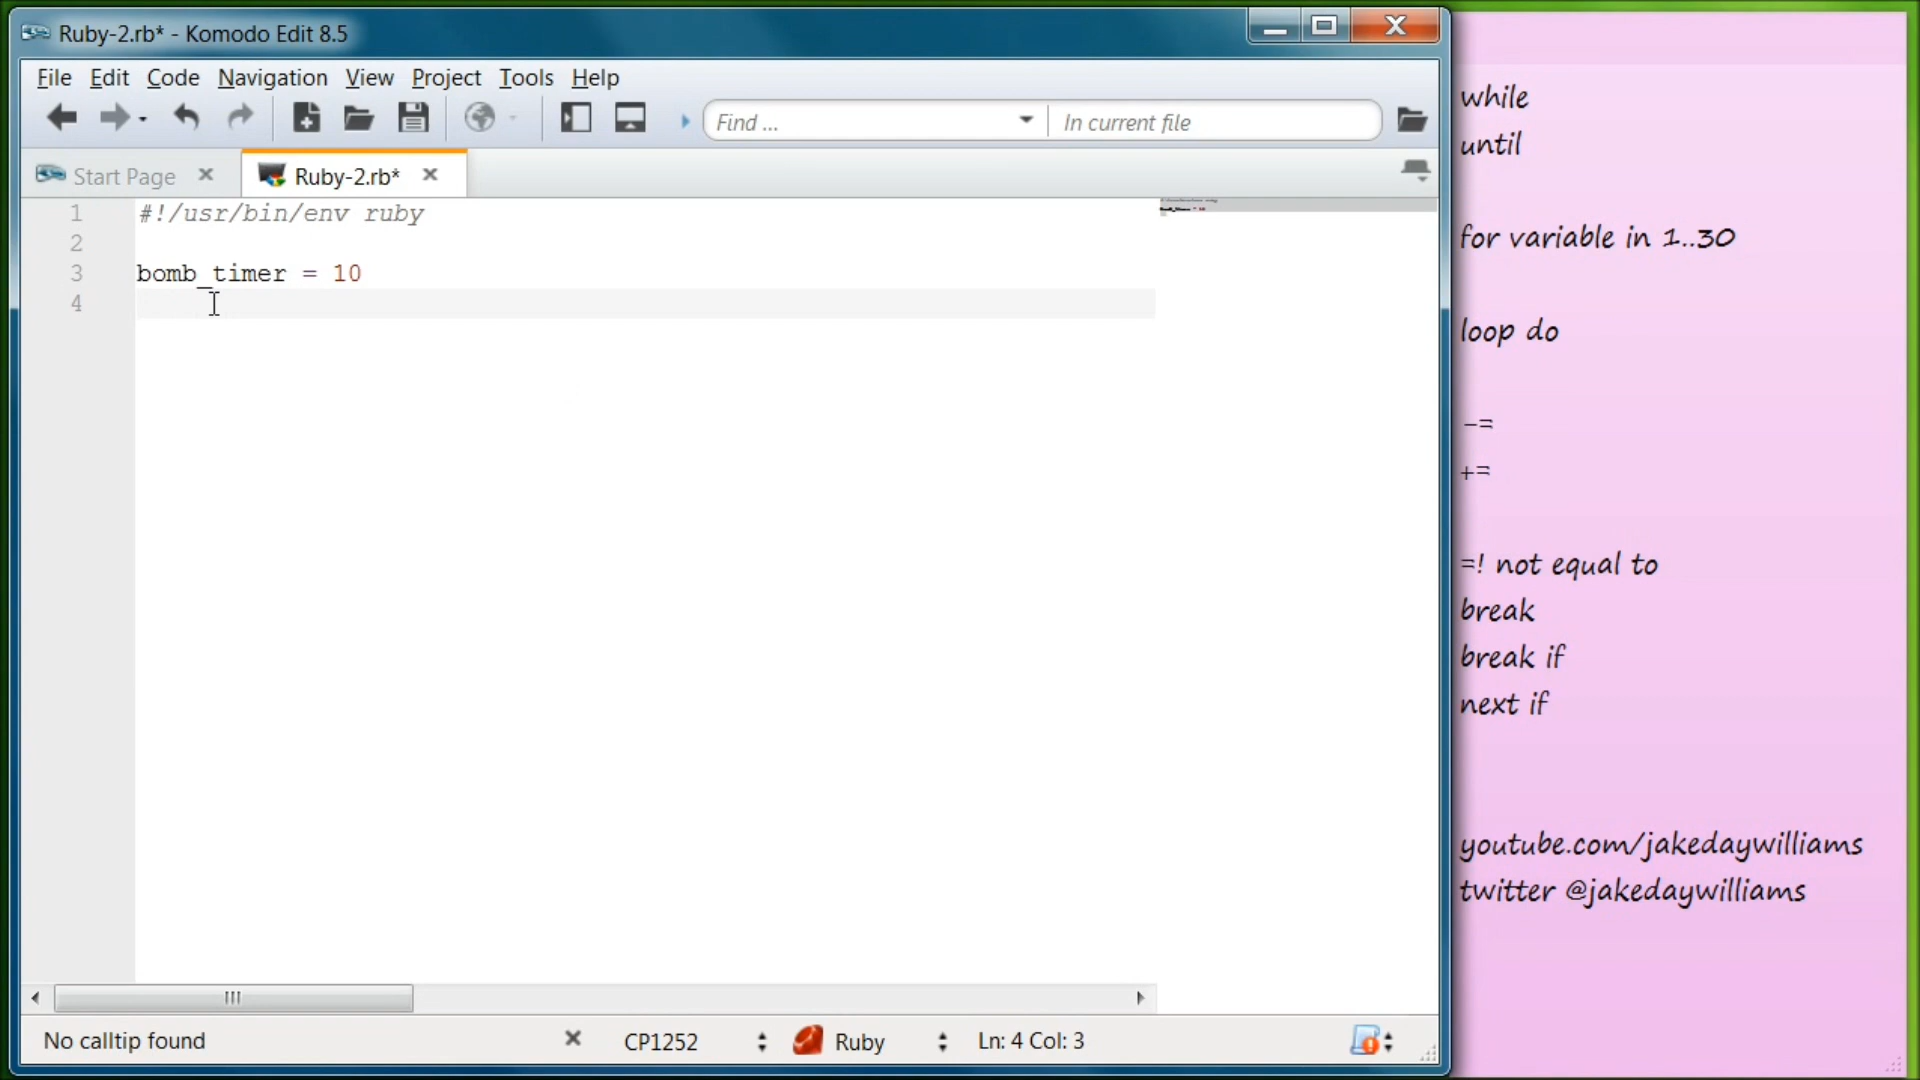 Ruby-2.rb* - Komodo Edit 8.5
File Edit Code Navigation View Project Tools Help
Find ...
In current file
Start Page
Ruby-2.rb*
1 #!/usr/bin/env ruby
2
3 bomb_timer = 10
4
No calltip found
CP1252
Ruby
Ln: 4 Col: 3
while
until
for variable in 1..30
loop do
-=
+=
=! not equal to
break
break if
next if
youtube.com/jakedaywilliams
twitter @jakedaywilliams